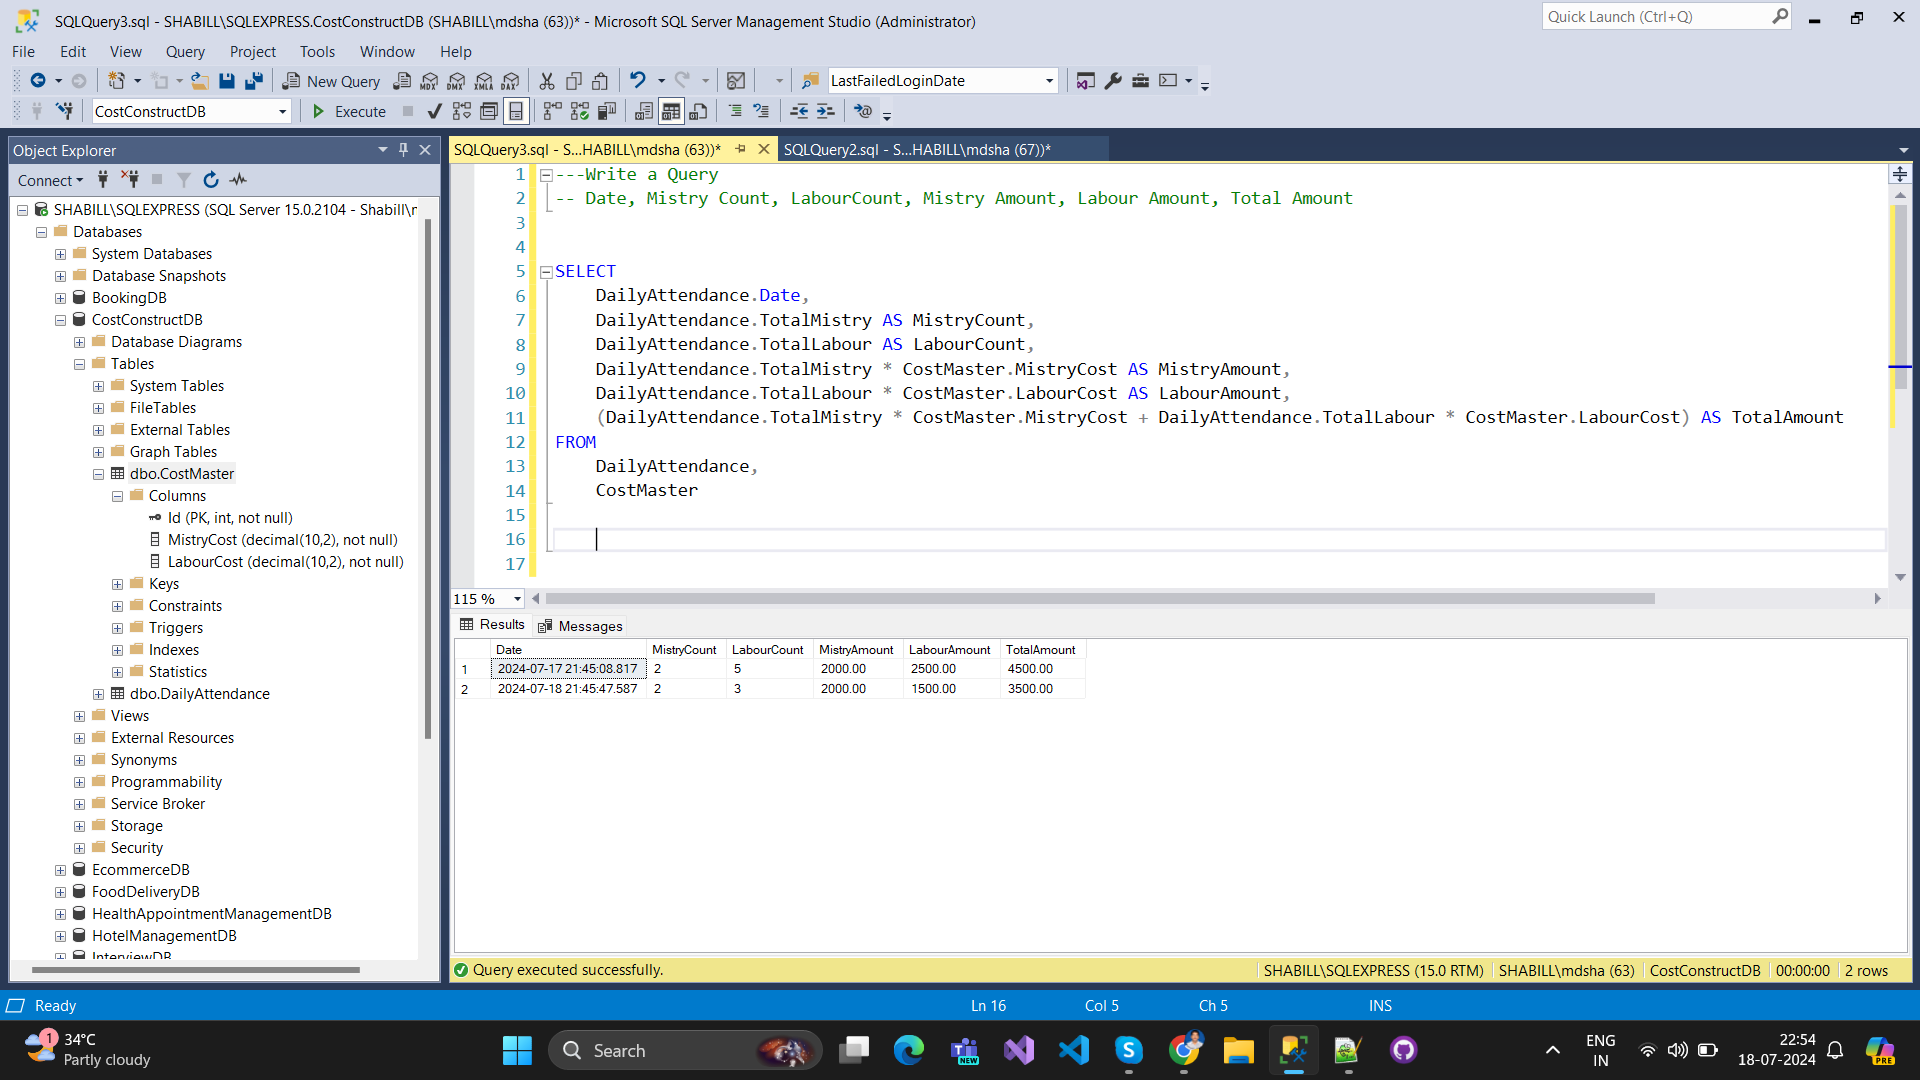 SQLQuery3.sql - SHABILL\SQLEXPRESS.CostConstructDB (SHABILL\mdsha (63))* - Microsoft SQL Server Management Studio (Administrator)
Quick Launch (Ctrl+Q)
File Edit View Query Project Tools Window Help
New Query
MDX DMX XMLA DAX
LastFailedLoginDate
CostConstructDB
Execute
Object Explorer
Connect
SHABILL\SQLEXPRESS (SQL Server 15.0.2104 - Shabill\
Databases
System Databases
Database Snapshots
BookingDB
CostConstructDB
Database Diagrams
Tables
System Tables
FileTables
External Tables
Graph Tables
dbo.CostMaster
Columns
Id (PK, int, not null)
MistryCost (decimal(10,2), not null)
LabourCost (decimal(10,2), not null)
Keys
Constraints
Triggers
Indexes
Statistics
dbo.DailyAttendance
Views
External Resources
Synonyms
Programmability
Service Broker
Storage
Security
EcommerceDB
FoodDeliveryDB
HealthAppointmentManagementDB
HotelManagementDB
InterviewDB
SQLQuery3.sql - S...HABILL\mdsha (63))*
SQLQuery2.sql - S...HABILL\mdsha (67))*
1 ---Write a Query
2 -- Date, Mistry Count, LabourCount, Mistry Amount, Labour Amount, Total Amount
3
4
5 SELECT
6 DailyAttendance.Date,
7 DailyAttendance.TotalMistry AS MistryCount,
8 DailyAttendance.TotalLabour AS LabourCount,
9 DailyAttendance.TotalMistry * CostMaster.MistryCost AS MistryAmount,
10 DailyAttendance.TotalLabour * CostMaster.LabourCost AS LabourAmount,
11 (DailyAttendance.TotalMistry * CostMaster.MistryCost + DailyAttendance.TotalLabour * CostMaster.LabourCost) AS TotalAmount
12 FROM
13 DailyAttendance,
14 CostMaster
15
16
17
115 %
Results Messages
Date MistryCount LabourCount MistryAmount LabourAmount TotalAmount
1 2024-07-17 21:45:08.817 2 5 2000.00 2500.00 4500.00
2 2024-07-18 21:45:47.587 2 3 2000.00 1500.00 3500.00
Query executed successfully.
SHABILL\SQLEXPRESS (15.0 RTM) SHABILL\mdsha (63) CostConstructDB 00:00:00 2 rows
Ready Ln 16 Col 5 Ch 5 INS
1
34°C
Partly cloudy
Search
NEW
ENG
IN
22:54
18-07-2024
PRE